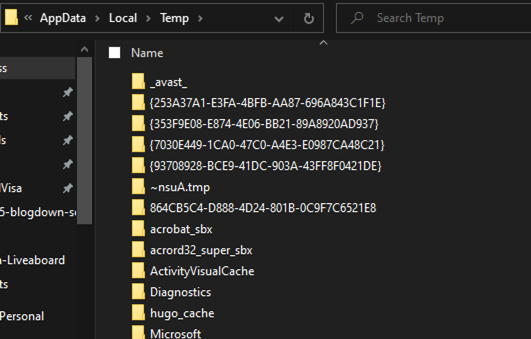 « AppData > Local > Temp >
Search Temp
Name
ss
_avast_
{253A37A1-E3FA-4BFB-AA87-696A843C1F1E}
ts
{353F9E08-E874-4E06-BB21-89A8920AD937}
ls
{7030E449-1CA0-47C0-A4E3-E0987CA48C21}
{93708928-BCE9-41DC-903A-43FF8F0421DE}
Visa
~nsuA.tmp
5-blogdown-se
864CB5C4-D888-4D24-801B-0C9F7C6521E8
acrobat_sbx
-Liveaboard
acrord32_super_sbx
ts
ActivityVisualCache
Diagnostics
Personal
hugo_cache
Microsoft